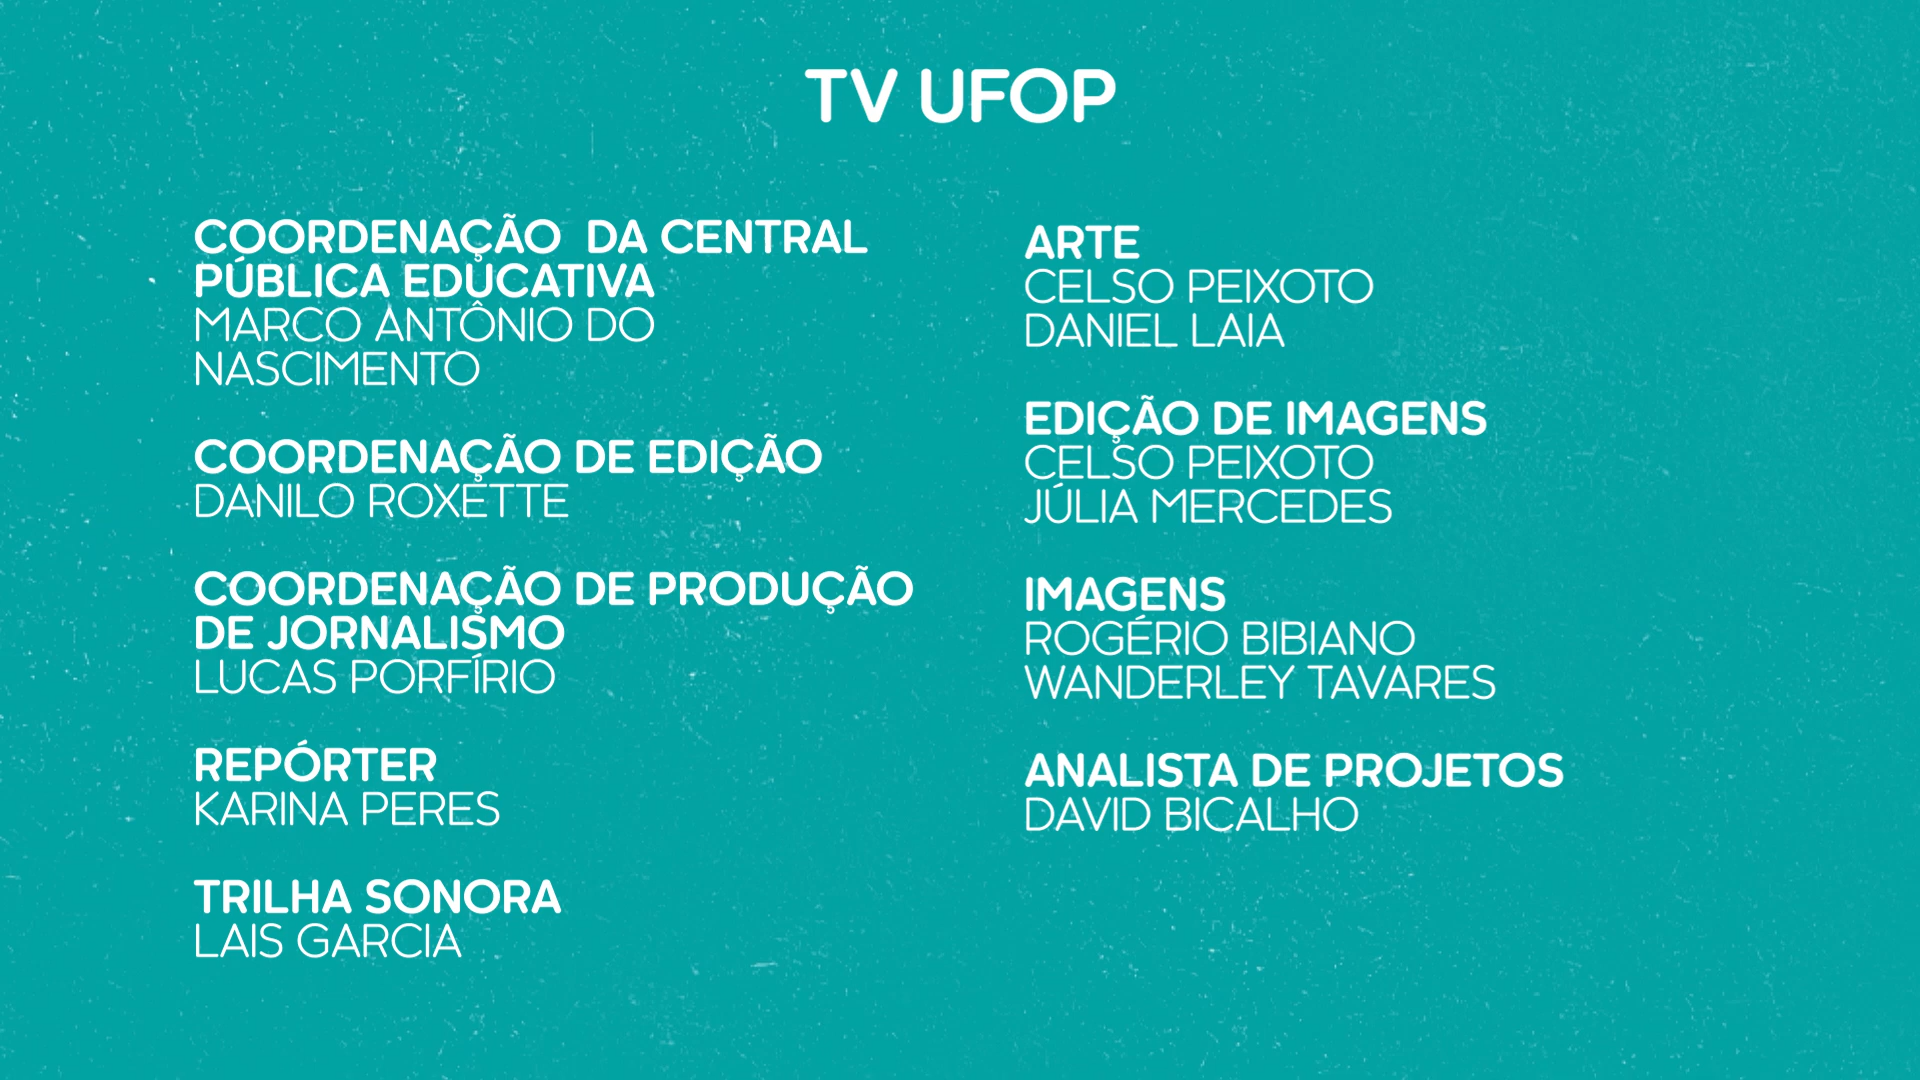 TV UFOP
COORDENAÇÃO DA CENTRAL
PÚBLICA EDUCATIVA
MARCO ANTÔNIO DO
NASCIMENTO
COORDENAÇÃO DE EDIÇÃO
DANILO ROXETTE
COORDENAÇÃO DE PRODUÇÃO
DE JORNALISMO
LUCAS PORFÍRIO
REPÓRTER
KARINA PERES
TRILHA SONORA
LAIS GARCIA
ARTE
CELSO PEIXOTO
DANIEL LAIA
EDIÇÃO DE IMAGENS
CELSO PEIXOTO
JÚLIA MERCEDES
IMAGENS
ROGÉRIO BIBIANO
WANDERLEY TAVARES
ANALISTA DE PROJETOS
DAVID BICALHO